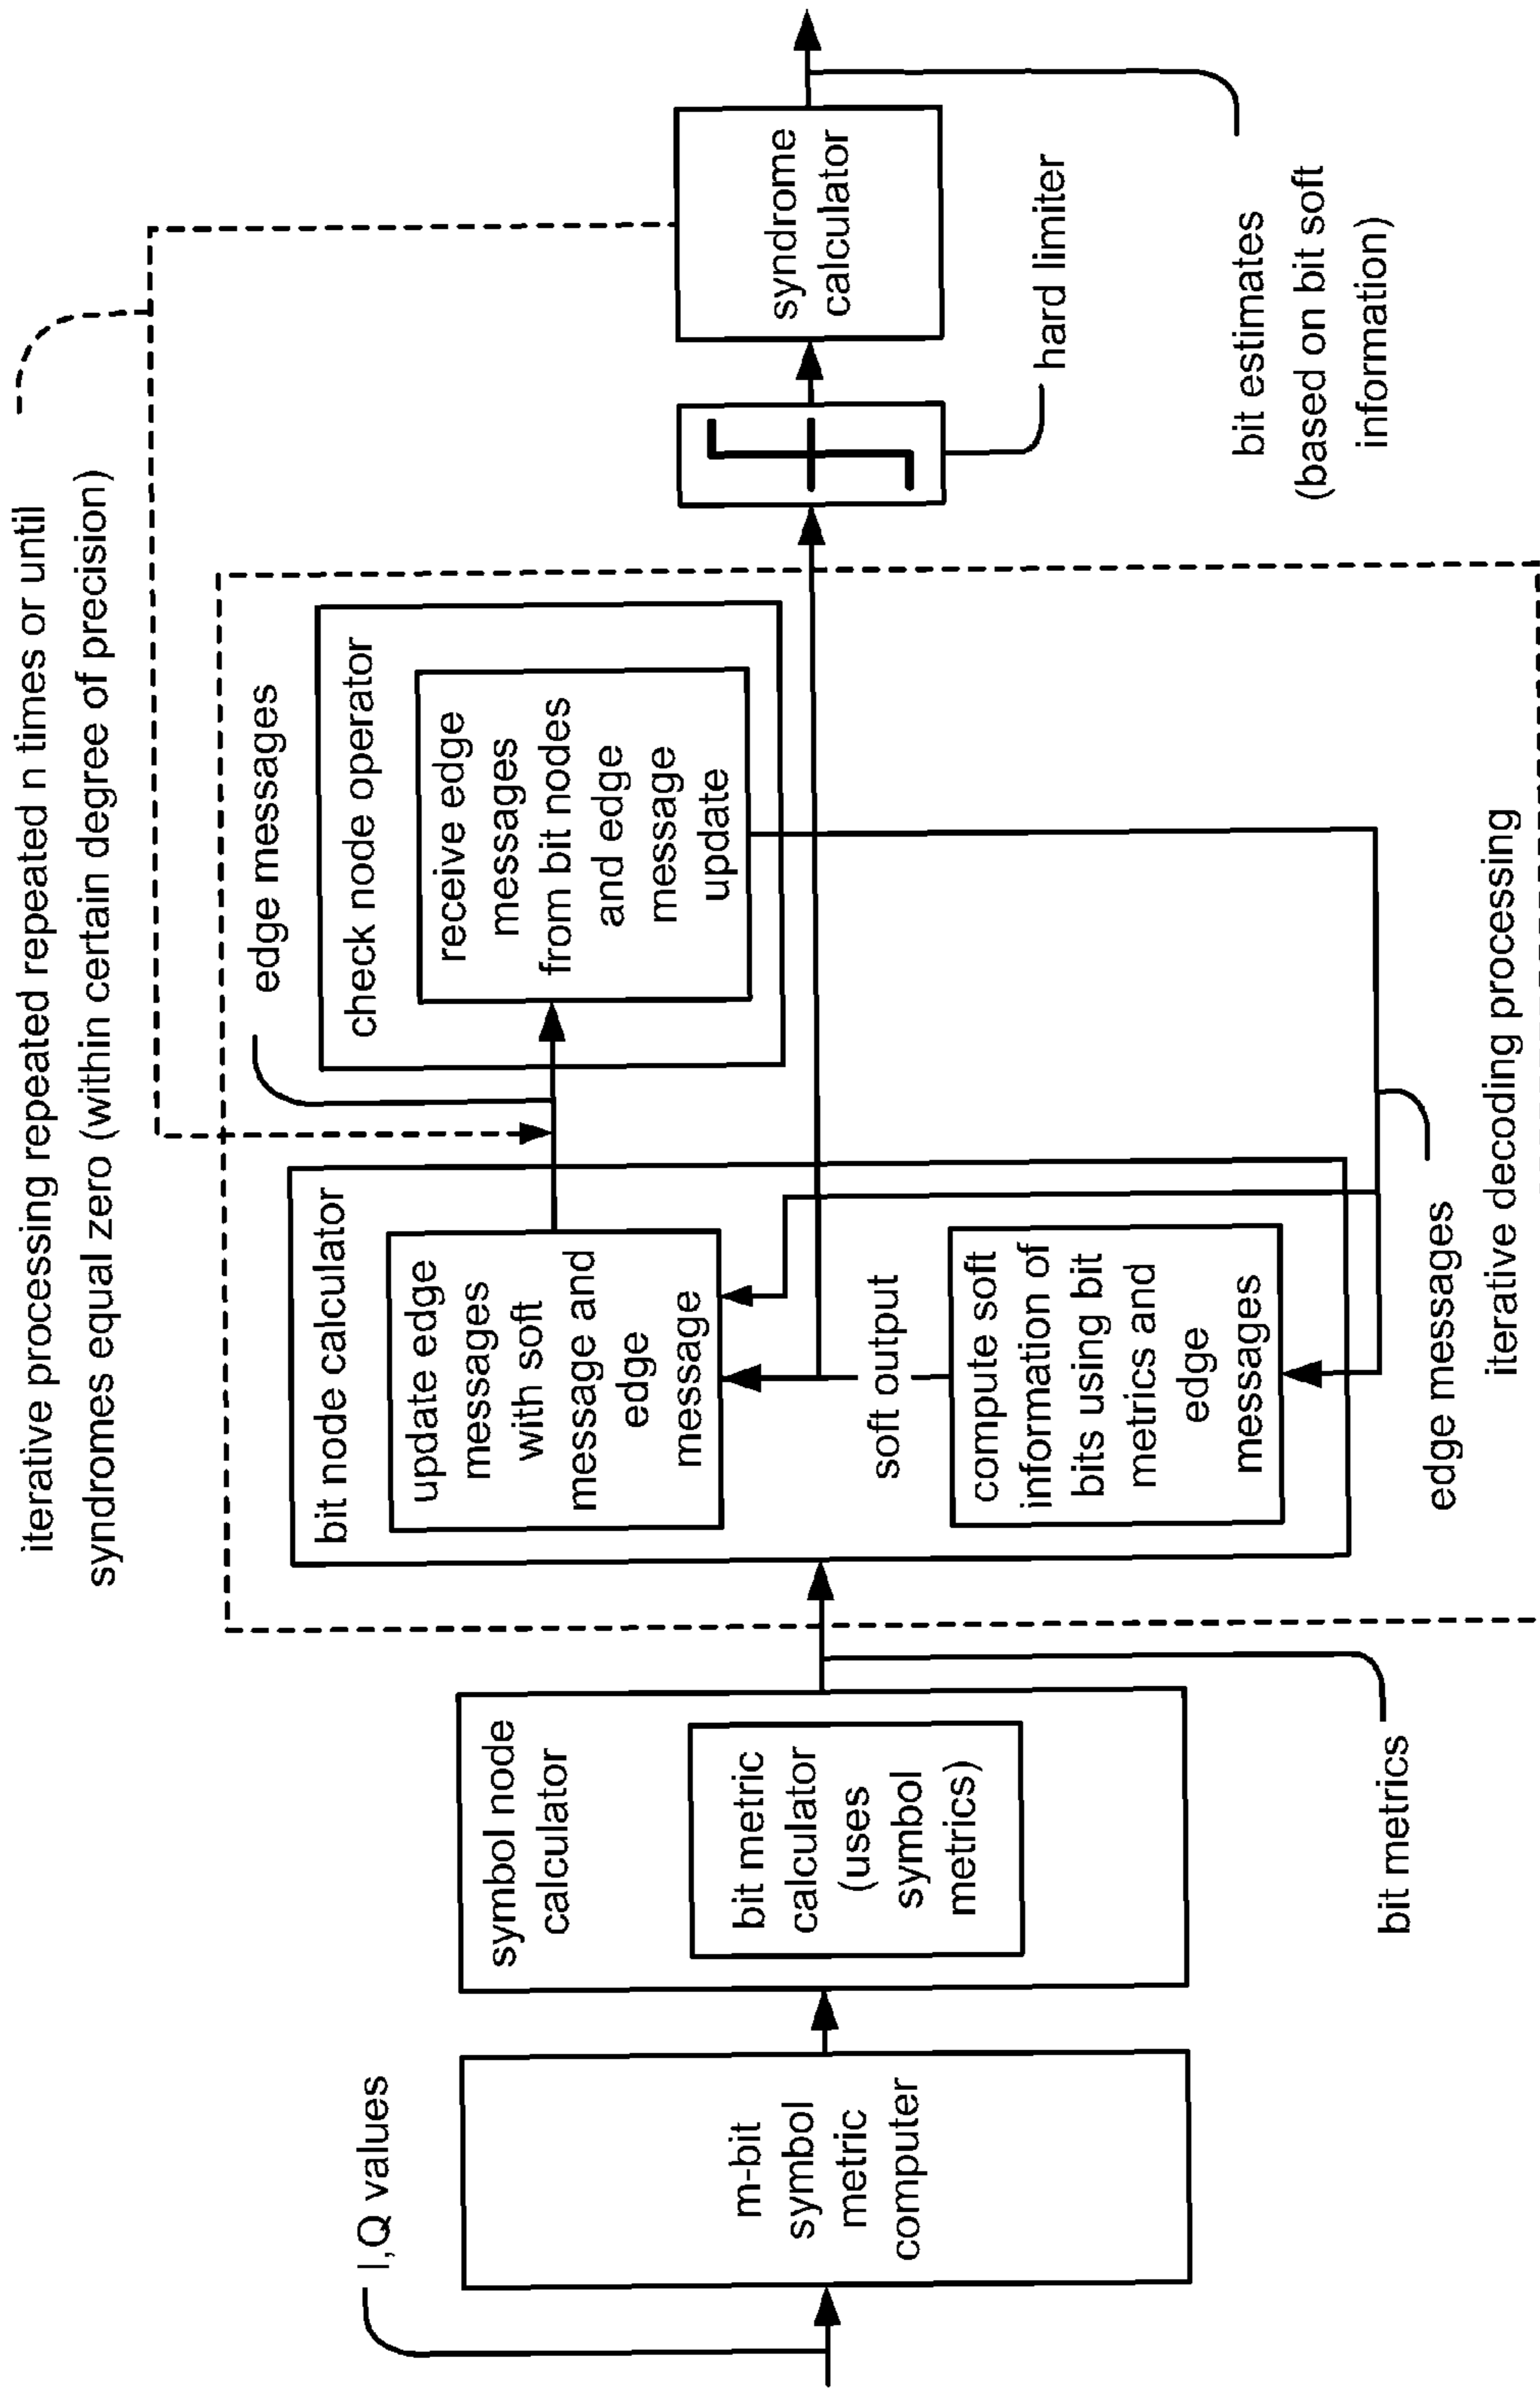 iterative processing repeated repeated n times or until
syndromes equal zero (within certain degree of precision)
I,Q values
m-bit
symbol
metric
computer
symbol node
calculator
bit metric
calculator
(uses
symbol
metrics)
bit metrics
bit node calculator
update edge
messages
with soft
message and
edge
message
soft output
compute soft
information of
bits using bit
metrics and
edge
messages
edge messages
edge messages
check node operator
receive edge
messages
from bit nodes
and edge
message
update
iterative decoding processing
hard limiter
syndrome
calculator
bit estimates
(based on bit soft
information)